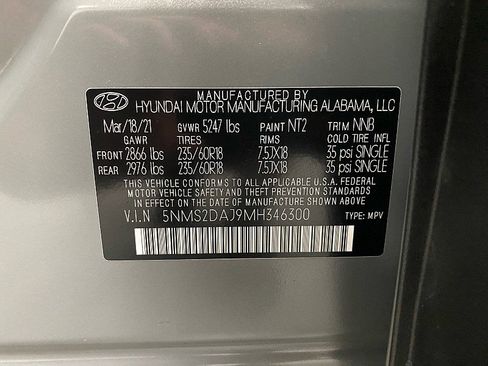 MANUFACTURED BY
HYUNDAI MOTOR MANUFACTURING ALABAMA, LLC
Mar/18/21 GVWR 5247 lbs PAINT NT2 TRIM NNB
GAWR TIRES RIMS COLD TIRE INFL.
FRONT 2866 lbs 235/60R18 7.5JX18 35 psi SINGLE
REAR 2976 lbs 235/60R18 7.5JX18 35 psi SINGLE
THIS VEHICLE CONFORMS TO ALL APPLICABLE U.S.A. FEDERAL
MOTOR VEHICLE SAFETY AND THEFT PREVENTION STANDARDS
IN EFFECT ON THE DATE OF MANUFACTURE SHOWN ABOVE.
V.I.N 5NMS2DAJ9MH346300 TYPE: MPV